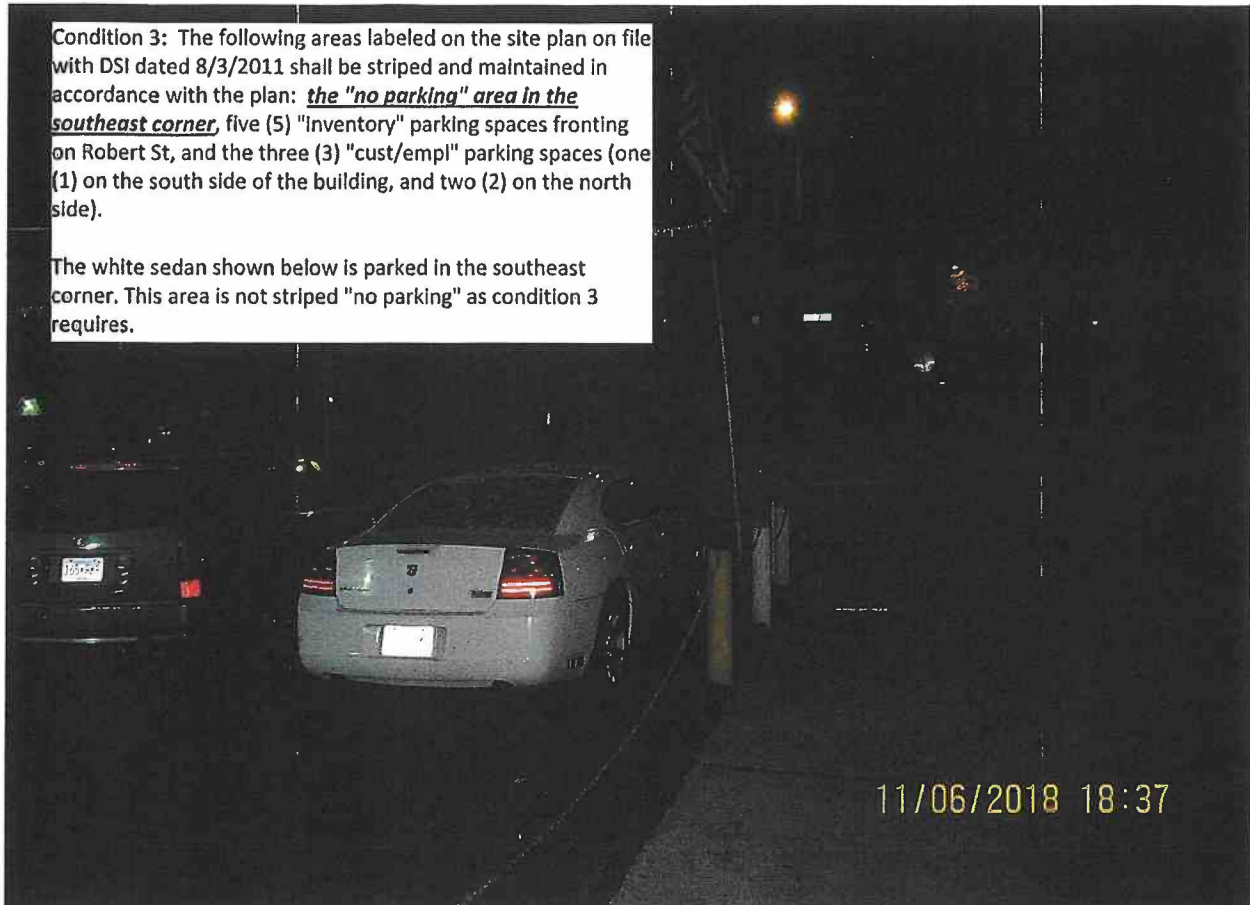 Condition 3: The following areas labeled on the site plan on file
with DSI dated 8/3/2011 shall be striped and maintained in
accordance with the plan: the "no parking" area in the
southeast corner, five (5) "inventory" parking spaces fronting
on Robert St, and the three (3) "cust/empl" parking spaces (one
(1) on the south side of the building, and two (2) on the north
side).
The white sedan shown below is parked in the southeast
corner. This area is not striped "no parking" as condition 3
requires.
11/06/2018 18:37